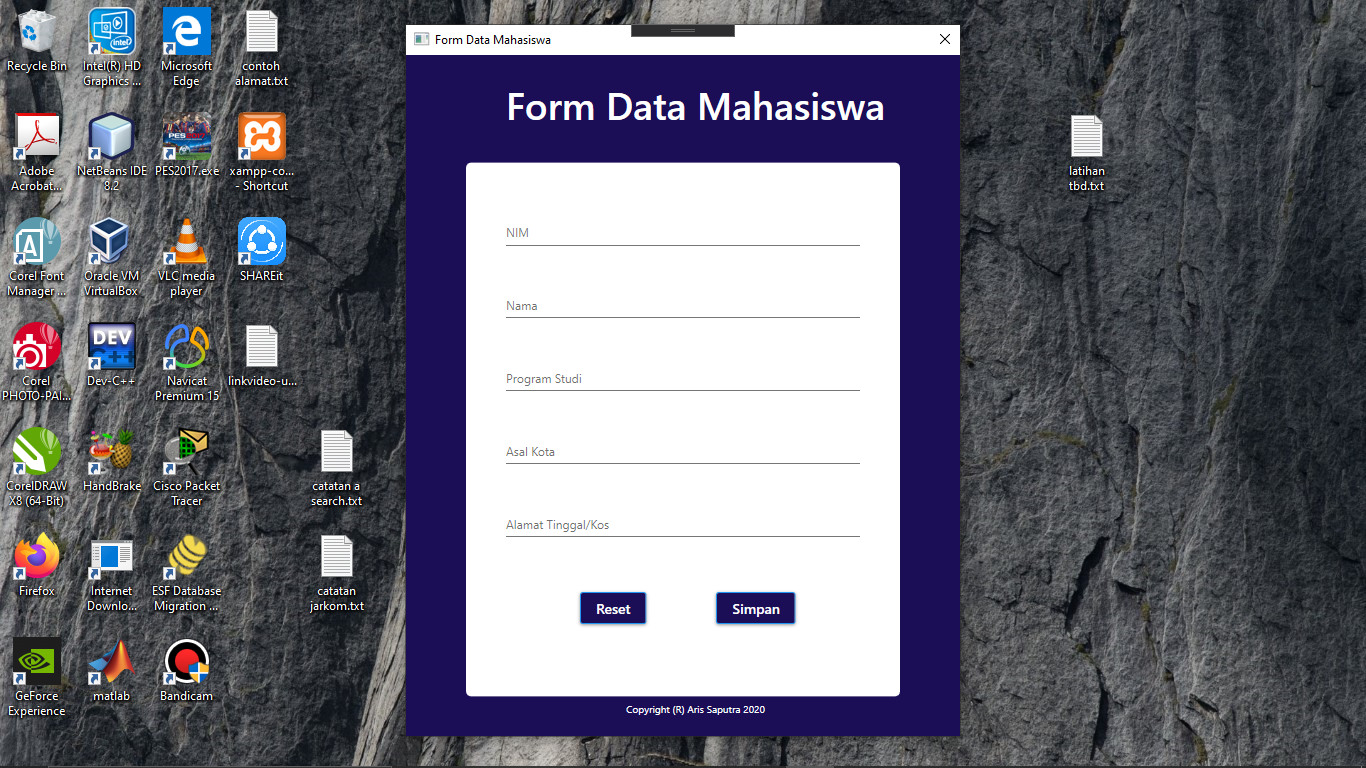 Recycle Bin
Intel(R) HD
Graphics ...
Microsoft
Edge
contoh
alamat.txt
Adobe
Acrobat...
NetBeans IDE
8.2
PES2017.exe
xampp-co...
- Shortcut
Corel Font
Manager ...
Oracle VM
VirtualBox
VLC media
player
SHAREit
Corel
PHOTO-PAI...
DEV
C++
Dev-C++
Navicat
Premium 15
linkvideo-u...
CorelDRAW
X8 (64-Bit)
HandBrake
Cisco Packet
Tracer
catatan a
search.txt
Firefox
Internet
Downlo...
ESF Database
Migration ...
catatan
jarkom.txt
GeForce
Experience
matlab
Bandicam
Form Data Mahasiswa
Form Data Mahasiswa
NIM
Nama
Program Studi
Asal Kota
Alamat Tinggal/Kos
Reset
Simpan
Copyright (R) Aris Saputra 2020
latihan
tbd.txt